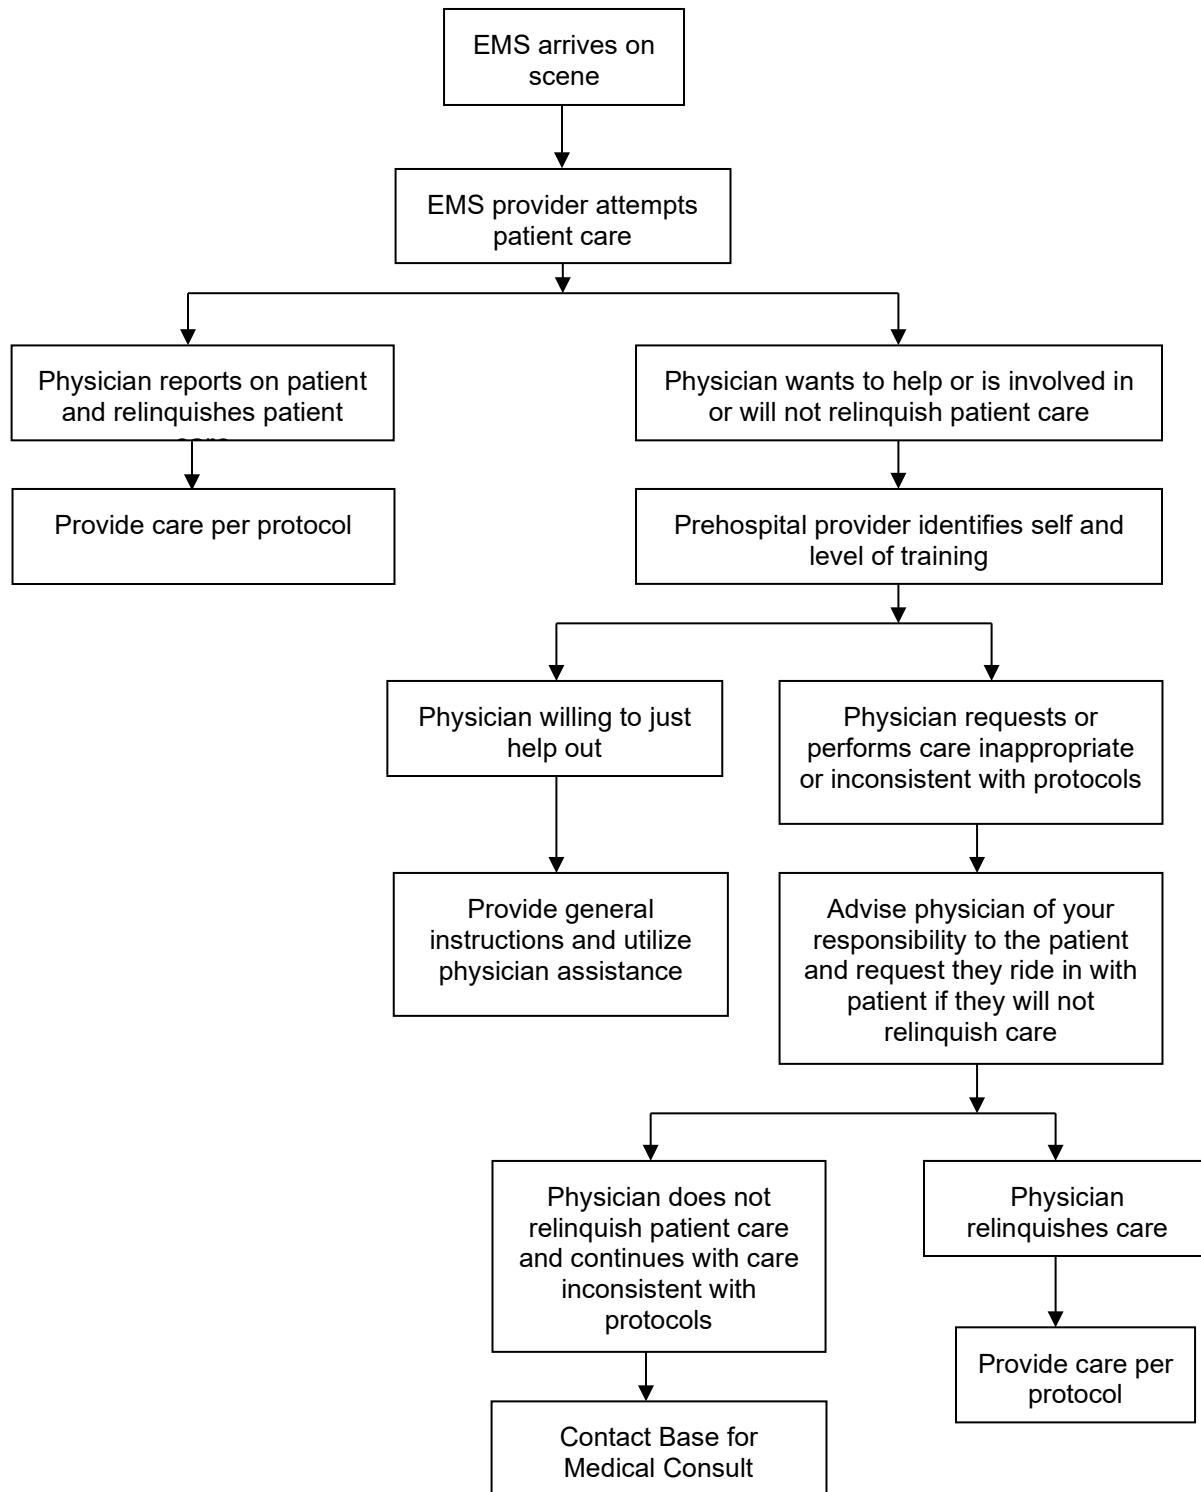 EMS arrives on
scene
EMS provider attempts
patient care
Physician reports on patient
and relinquishes patient
Physician wants to help or is involved in
or will not relinquish patient care
Provide care per protocol
Prehospital provider identifies self and
level of training
Physician willing to just
help out
Physician requests or
performs care inappropriate
or inconsistent with protocols
Provide general
instructions and utilize
physician assistance
Advise physician of your
responsibility to the patient
and request they ride in with
patient if they will not
relinquish care
Physician does not
relinquish patient care
and continues with care
inconsistent with
protocols
Physician
relinquishes care
Provide care per
protocol
Contact Base for
Medical Consult